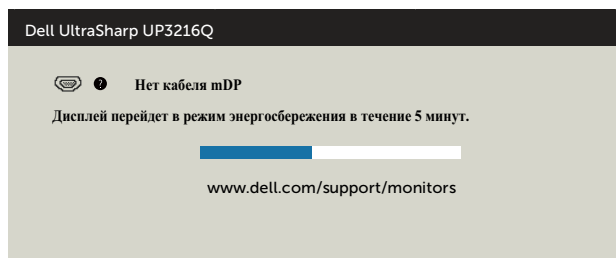 Dell UltraSharp UP3216Q
? Нет кабеля mDP
Дисплей перейдет в режим энергосбережения в течение 5 минут.
www.dell.com/support/monitors